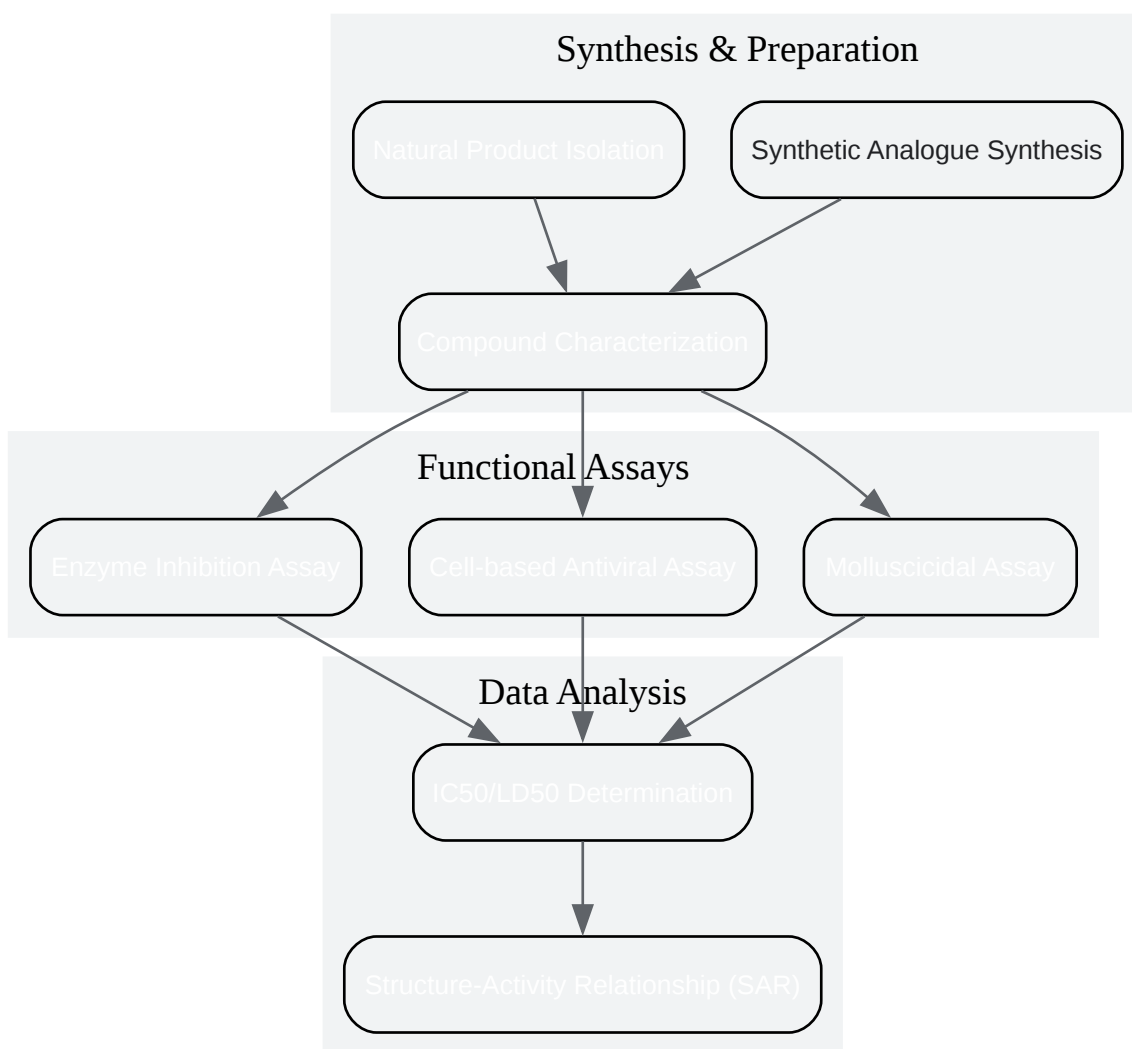 Synthesis & Preparation
Natural Product Isolation
Synthetic Analogue Synthesis
Compound Characterization
Functional Assays
Enzyme Inhibition Assay
Cell-based Antiviral Assay
Molluscicidal Assay
Data Analysis
IC50/LD50 Determination
Structure-Activity Relationship (SAR)